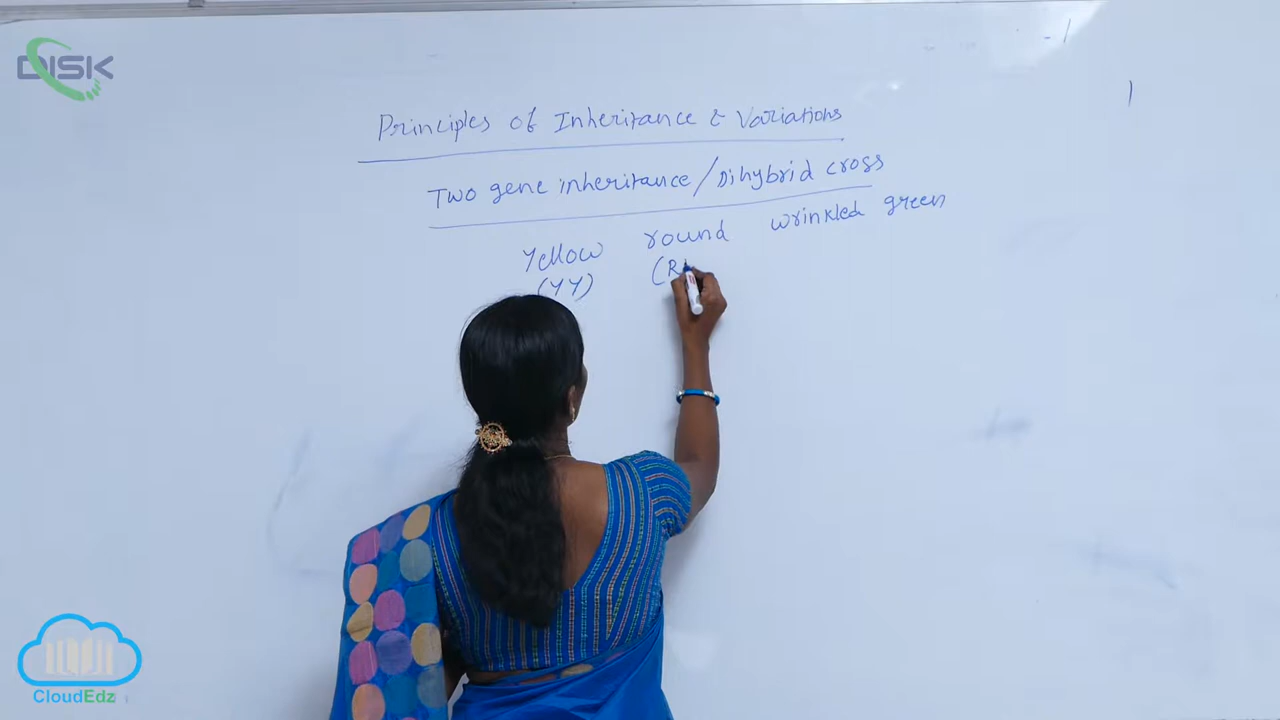 DISK
Principles of Inheritance & Variations
Two gene inheritance/Dihybrid cross
Yellow round wrinkled green
(YY) (R
CloudEdz